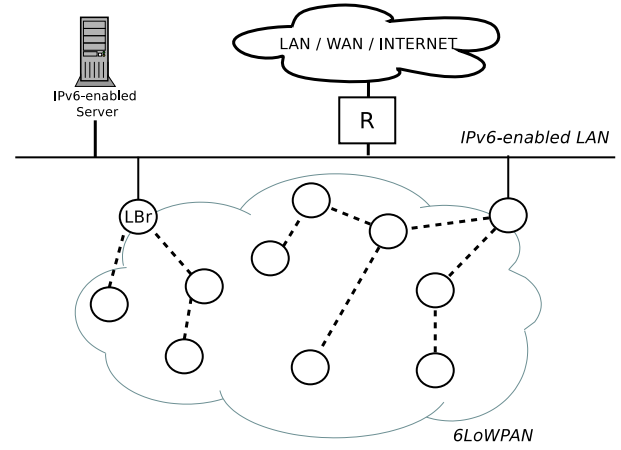 LAN / WAN / INTERNET
IPv6-enabled
Server
R
IPv6-enabled LAN
LBr
6LoWPAN